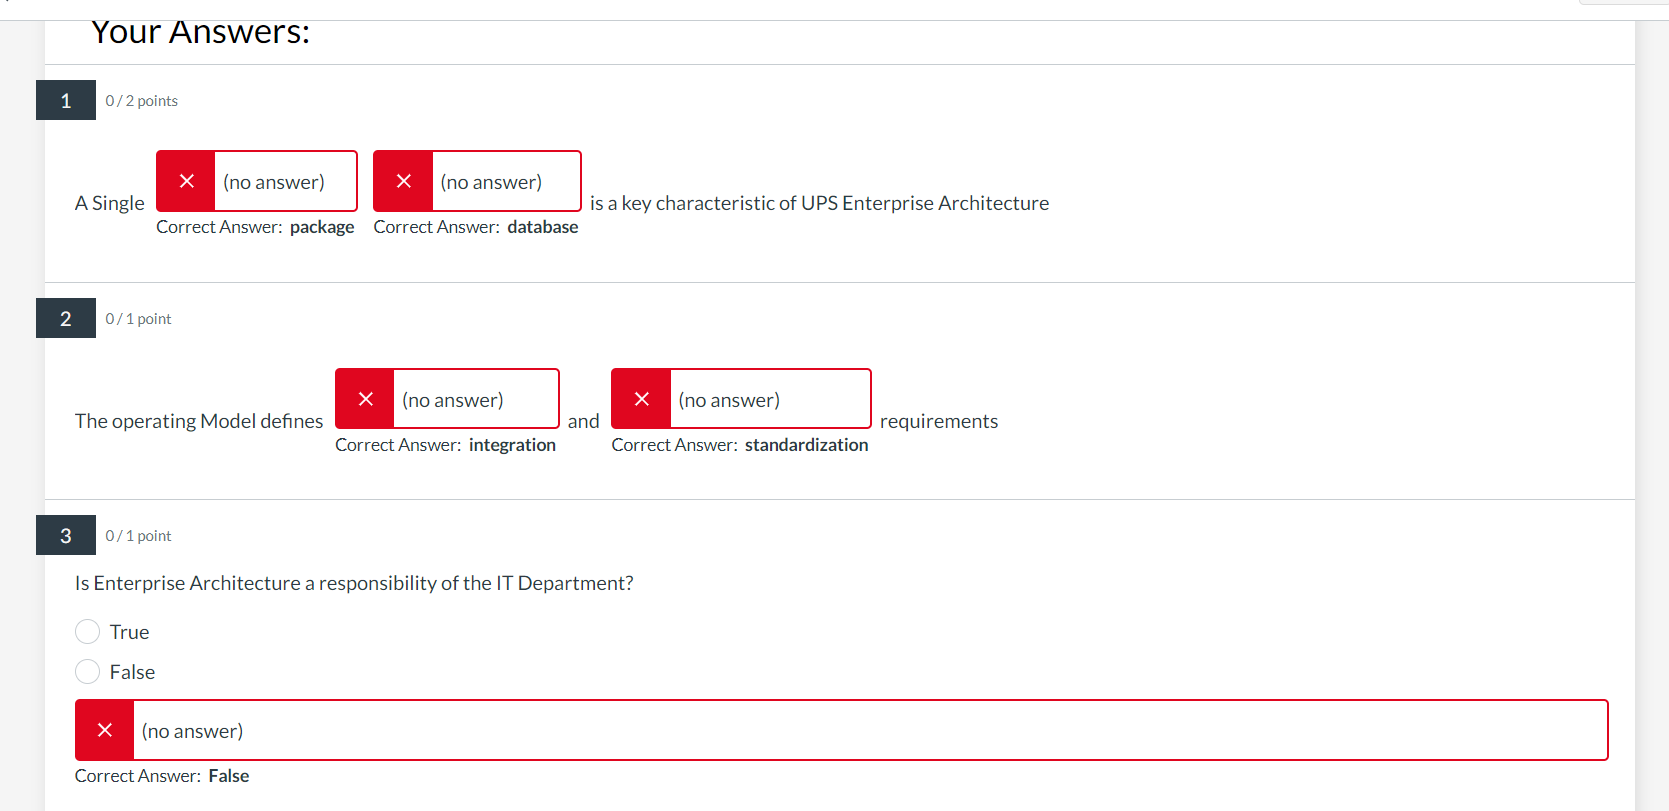 Your Answers:
1
0 / 2 points
A Single
(no answer)
(no answer)
is a key characteristic of UPS Enterprise Architecture
Correct Answer: package
Correct Answer: database
2
0 / 1 point
The operating Model defines
(no answer)
and
(no answer)
requirements
Correct Answer: integration
Correct Answer: standardization
3
0 / 1 point
Is Enterprise Architecture a responsibility of the IT Department?
True
False
(no answer)
Correct Answer: False